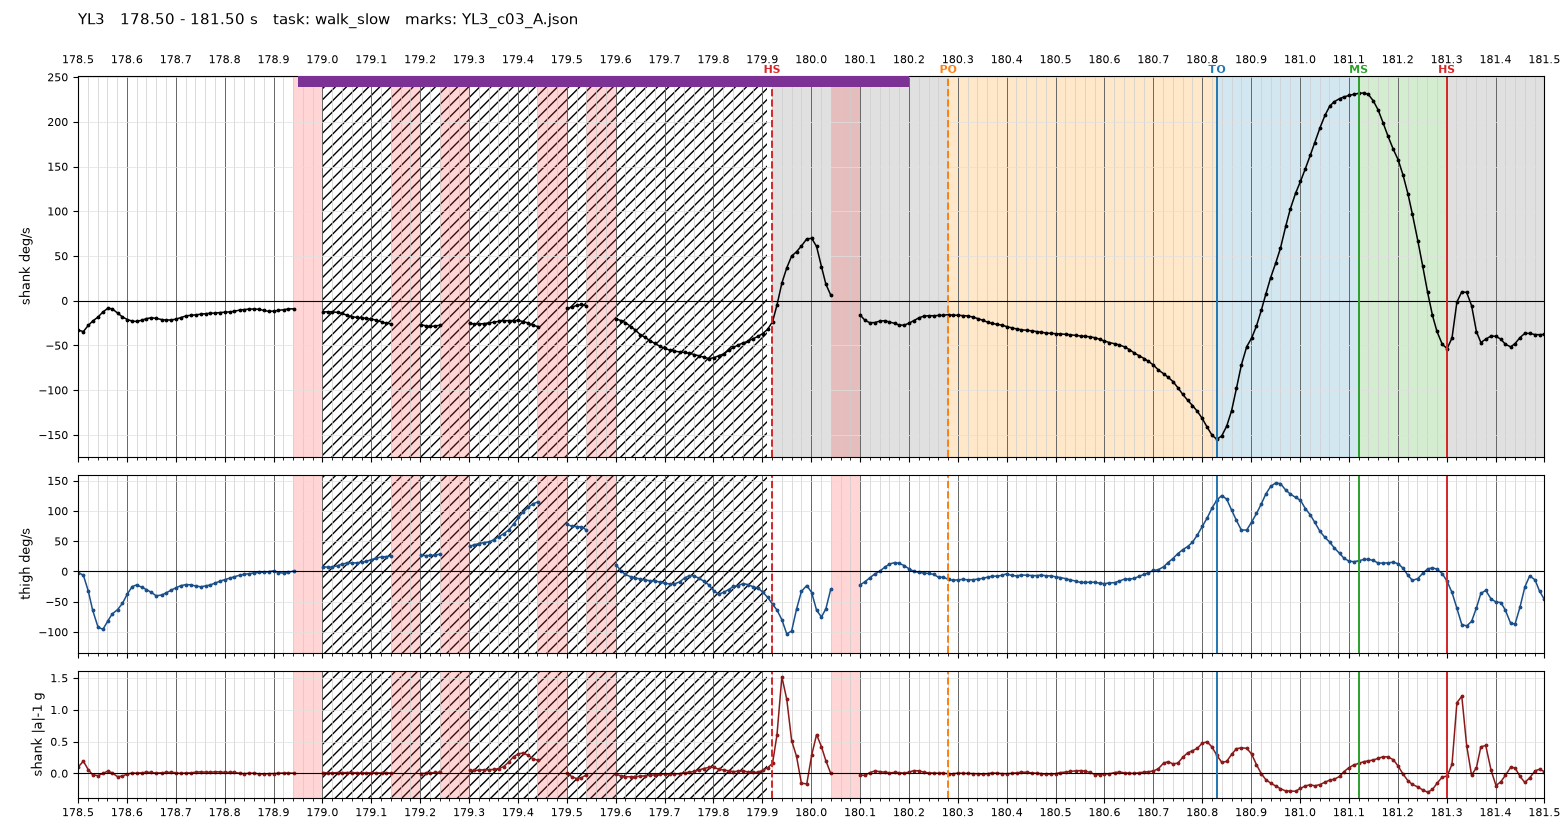 YL3   178.50 - 181.50 s   task: walk_slow   marks: YL3_c03_A.json
178.5 178.6 178.7 178.8 178.9 179.0 179.1 179.2 179.3 179.4 179.5 179.6 179.7 179.8 179.9 180.0 180.1 180.2 180.3 180.4 180.5 180.6 180.7 180.8 180.9 181.0 181.1 181.2 181.3 181.4 181.5
HS PO TO MS HS
250
200
150
100
50
0
−50
−100
−150
shank deg/s
150
100
50
0
−50
−100
thigh deg/s
1.5
1.0
0.5
0.0
shank |a|-1 g
178.5 178.6 178.7 178.8 178.9 179.0 179.1 179.2 179.3 179.4 179.5 179.6 179.7 179.8 179.9 180.0 180.1 180.2 180.3 180.4 180.5 180.6 180.7 180.8 180.9 181.0 181.1 181.2 181.3 181.4 181.5